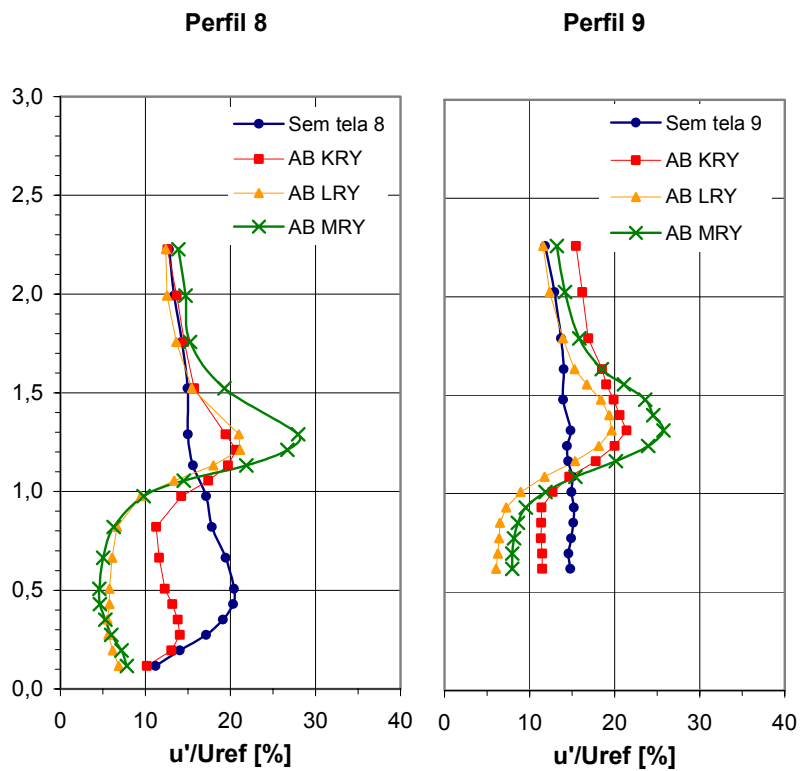 Perfil 8
3,0
2,5
2,0
1,5
1,0
0,5
0,0
0 10 20 30 40
u'/Uref [%]
Sem tela 8
AB KRY
AB LRY
AB MRY
Perfil 9
0 10 20 30 40
u'/Uref [%]
Sem tela 9
AB KRY
AB LRY
AB MRY